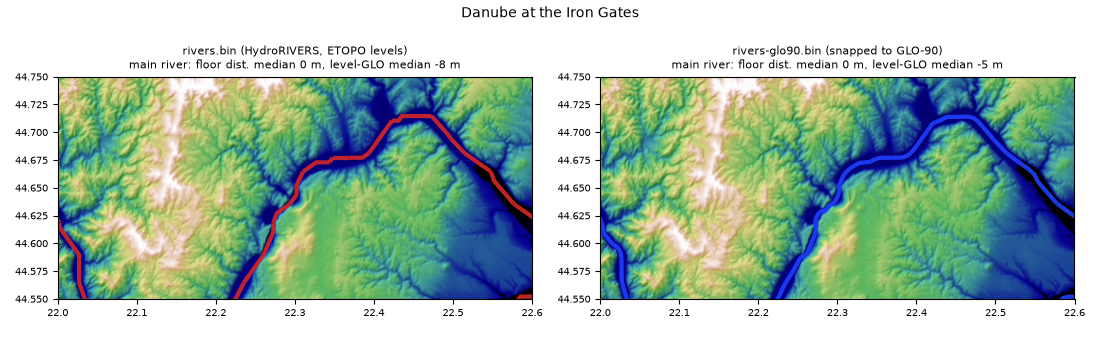 Danube at the Iron Gates
rivers.bin (HydroRIVERS, ETOPO levels)
main river: floor dist. median 0 m, level-GLO median -8 m
44.750
44.725
44.700
44.675
44.650
44.625
44.600
44.575
44.550
22.0 22.1 22.2 22.3 22.4 22.5 22.6
rivers-glo90.bin (snapped to GLO-90)
main river: floor dist. median 0 m, level-GLO median -5 m
44.750
44.725
44.700
44.675
44.650
44.625
44.600
44.575
44.550
22.0 22.1 22.2 22.3 22.4 22.5 22.6